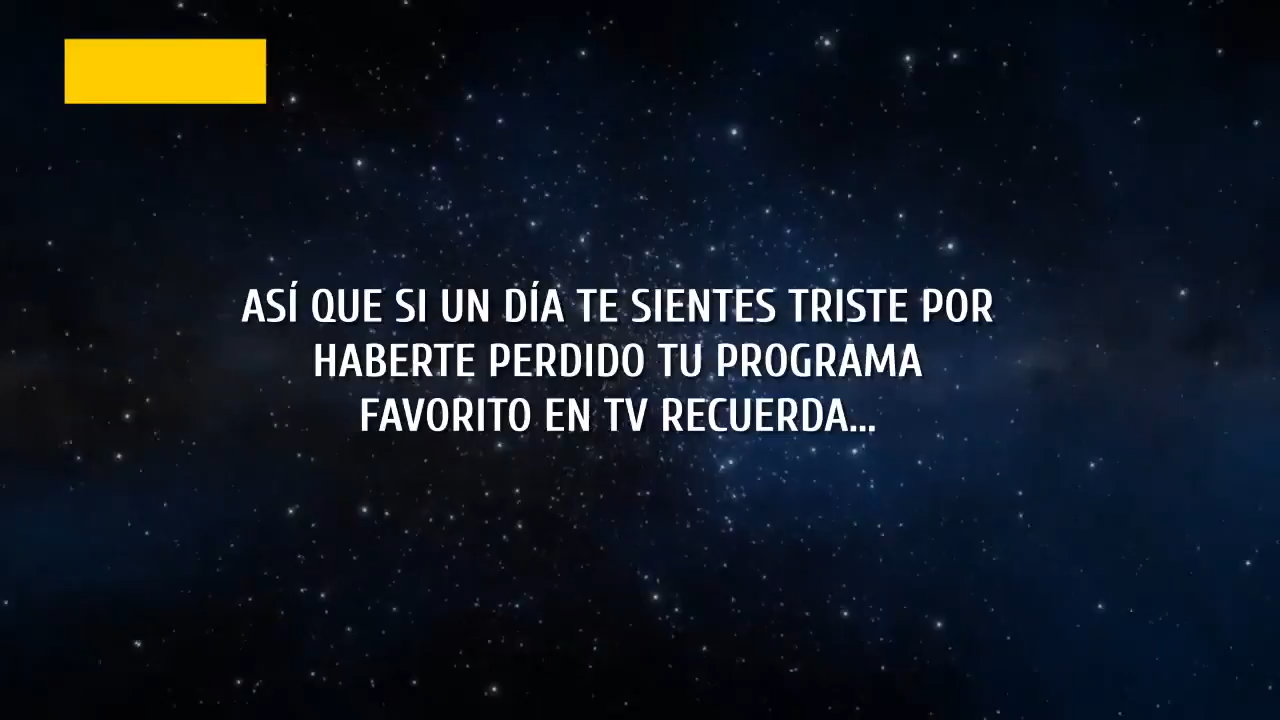 ASÍ QUE SI UN DÍA TE SIENTES TRISTE POR
HABERTE PERDIDO TU PROGRAMA
FAVORITO EN TV RECUERDA...